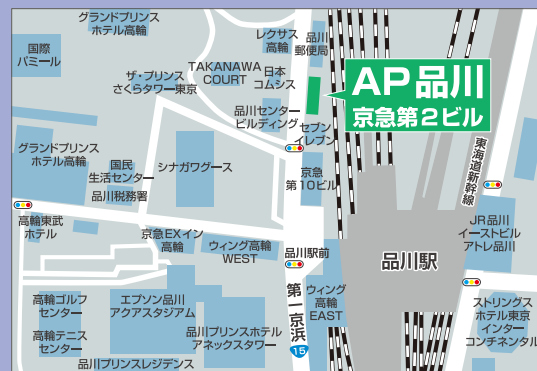 グランドプリンス
ホテル高輪
国際
パミール
レクサス
高輪
品川
郵便局
TAKANAWA
COURT
日本
コムシス
ザ・プリンス
さくらタワー東京
AP品川
京急第2ビル
品川センター
ビルディング
セブン
イレブン
グランドプリンス
ホテル高輪
国民
生活センター
品川税務署
シナガワグース
京急
第10ビル
東海道新幹線
高輪東武
ホテル
京急EXイン
高輪
ウィング高輪
WEST
品川駅前
品川駅
JR品川
イーストビル
アトレ品川
高輪ゴルフ
センター
エプソン品川
アクアスタジアム
第一京浜
15
ウィング
高輪
EAST
ストリングス
ホテル東京
インター
コンチネンタル
高輪テニス
センター
品川プリンスホテル
アネックスタワー
品川プリンスレジデンス